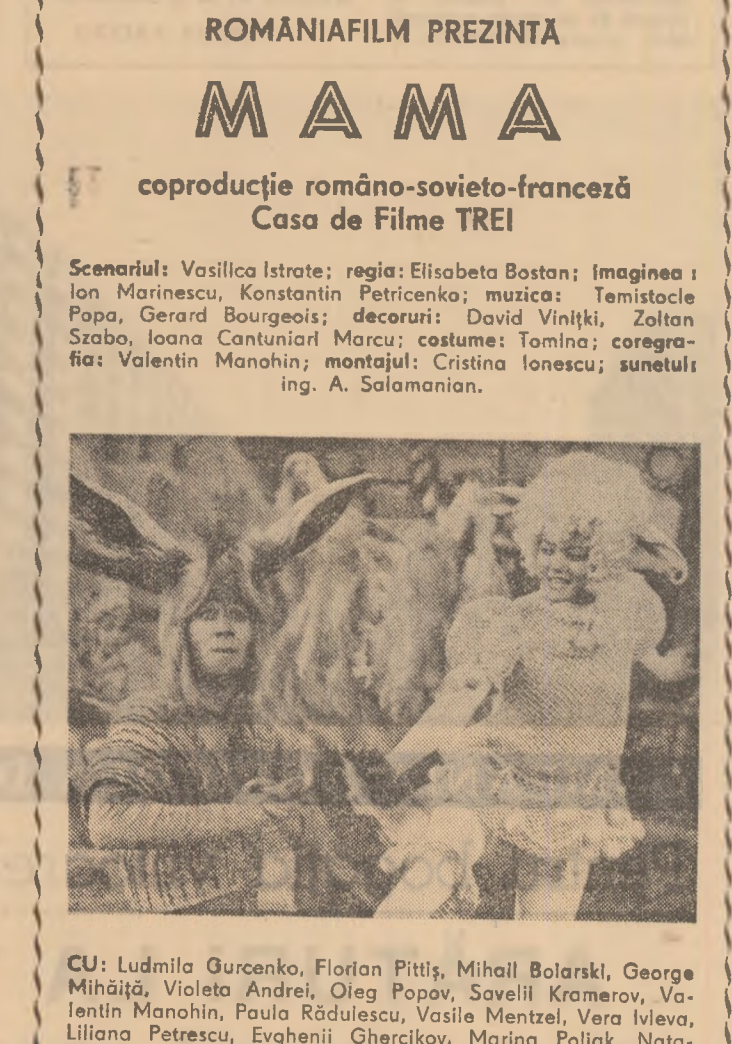 ROMÂNIAFILM PREZINTĂ
MAMA
coproducție româno-sovieto-franceză
Casa de Filme TREI
Scenariul: Vasilica Istrate; regia: Elisabeta Bostan; imaginea :
Ion Marinescu, Konstantin Petricenko; muzica: Temistocle
Popa, Gerard Bourgeois; decoruri: David Vinițki, Zoltan
Szabo, Ioana Cantuniari Marcu; costume: Tomina; coregra-
fia: Valentin Manohin; montajul: Cristina Ionescu; sunetul:
ing. A. Salamanian.
CU: Ludmila Gurcenko, Florian Pittiș, Mihail Boiarski, George
Mihăiță, Violeta Andrei, Oleg Popov, Savelii Kramerov, Va-
lentin Manohin, Paula Rădulescu, Vasile Mentzel, Vera Ivleva,
Liliana Petrescu, Evghenii Ghercikov, Marina Poliak, Nata-